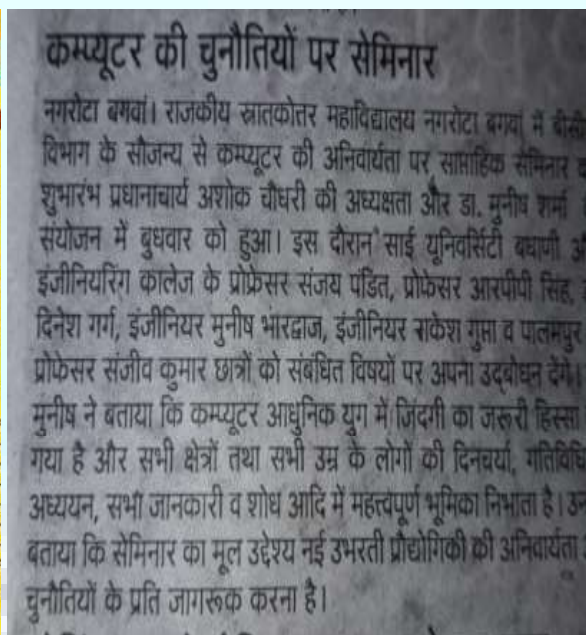 कम्प्यूटर की चुनौतियों पर सेमिनार
नगरोटा बगवां। राजकीय स्नातकोतर महाविद्यालय नगरोटा बगवां में
विभाग के सौजन्य से कम्प्यूटर की अनिवार्यता पर साप्ताहिक सेमिनार
शुभारंभ प्रधानाचार्य अशोक चौधरी की अध्यक्षता और डा. मुनीष शर्मा
संयोजन में बुधवार को हुआ। इस दौरान साई यूनिवर्सिटी बधाणी
इंजीनियरिंग कालेज के प्रोफ्रेसर संजय पंडित, प्रोफेसर आरपीपी सिंह,
दिनेश गर्ग, इंजीनियर मुनीष भारद्वाज, इंजीनियर राकेश गुप्ता व पालमपुर
प्रोफेसर संजीव कुमार छात्रों को संबंधित विषयों पर अपना उद्बोधन देंगे।
मुनीष ने बताया कि कम्प्यूटर आधुनिक युग में जिंदगी का जरूरी हिस्सा
गया है और सभी क्षेत्रों तथा सभी उम्र के लोगों की दिनचर्या,
अध्ययन, सभी जानकारी व शोध आदि में महत्त्वपूर्ण भूमिका निभाता है।
बताया कि सेमिनार का मूल उद्देश्य नई उभरती प्रौद्योगिकी की अनिवार्यता
चुनौतियों के प्रति जागरूक करना है।